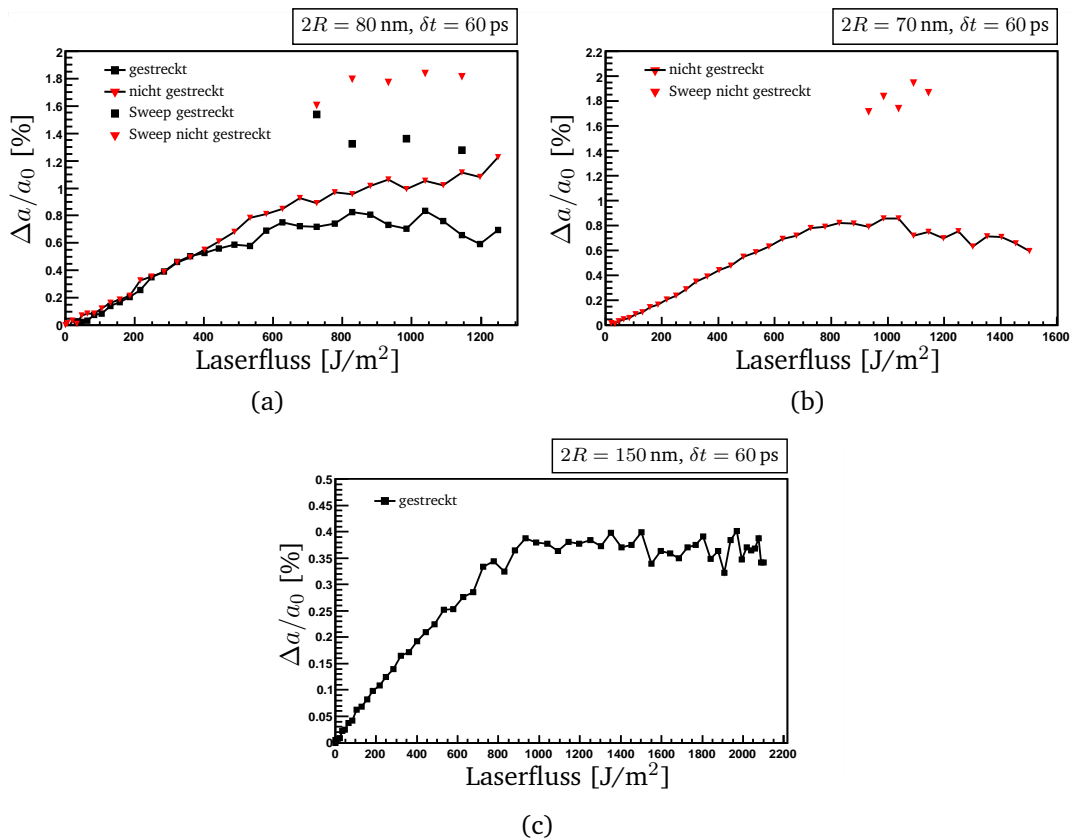 2R = 80 nm, δt = 60 ps
Δa/a₀ [%]
2
1.8
1.6
1.4
1.2
1
0.8
0.6
0.4
0.2
0
gestreckt
nicht gestreckt
Sweep gestreckt
Sweep nicht gestreckt
0 200 400 600 800 1000 1200
Laserfluss [J/m²]
(a)
2R = 70 nm, δt = 60 ps
Δa/a₀ [%]
2.2
2
1.8
1.6
1.4
1.2
1
0.8
0.6
0.4
0.2
0
nicht gestreckt
Sweep nicht gestreckt
0 200 400 600 800 1000 1200 1400 1600
Laserfluss [J/m²]
(b)
2R = 150 nm, δt = 60 ps
Δa/a₀ [%]
0.5
0.45
0.4
0.35
0.3
0.25
0.2
0.15
0.1
0.05
0
gestreckt
0 200 400 600 800 1000 1200 1400 1600 1800 2000 2200
Laserfluss [J/m²]
(c)